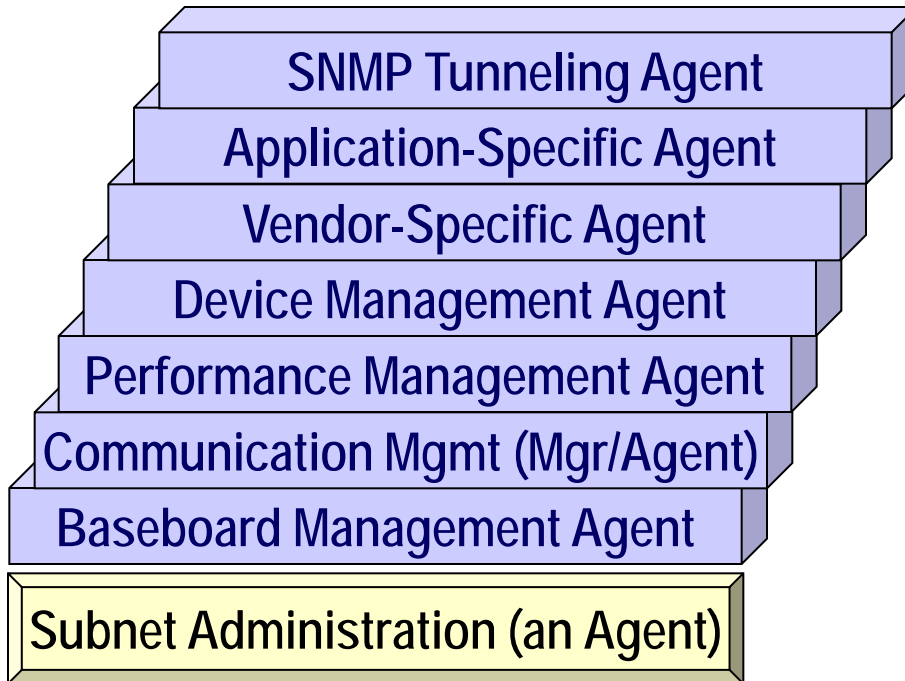 SNMP Tunneling Agent
Application-Specific Agent
Vendor-Specific Agent
Device Management Agent
Performance Management Agent
Communication Mgmt (Mgr/Agent)
Baseboard Management Agent
Subnet Administration (an Agent)